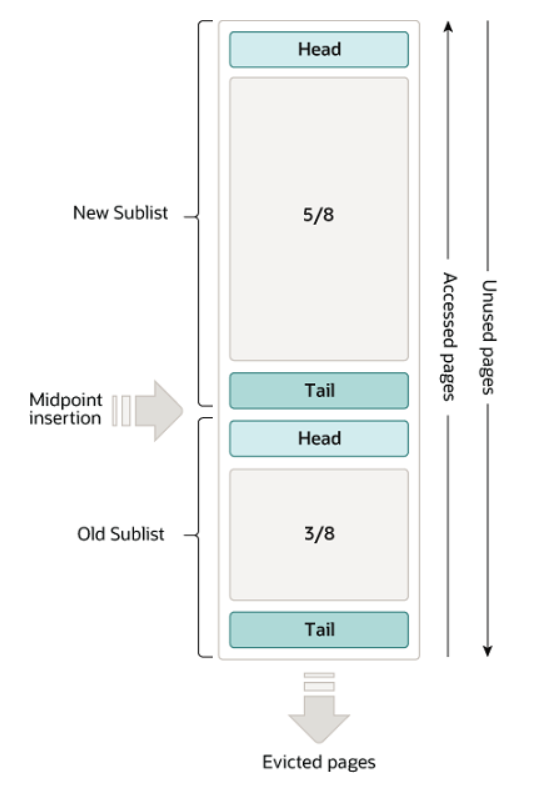 Head
New Sublist
5/8
Accessed pages
Unused pages
Tail
Midpoint
insertion
Head
Old Sublist
3/8
Tail
Evicted pages